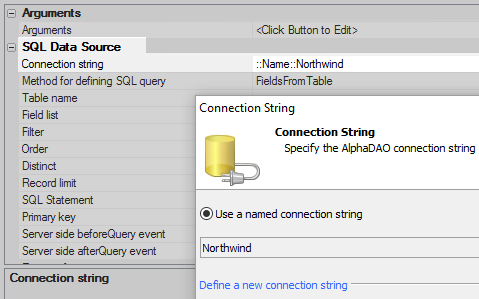 Arguments
Arguments <Click Button to Edit>
SQL Data Source
Connection string ::Name::Northwind
Method for defining SQL query FieldsFromTable
Table name
Field list
Filter
Order
Distinct
Record limit
SQL Statement
Primary key
Server side beforeQuery event
Server side afterQuery event
Connection string
Connection String
Connection String
Specify the AlphaDAO connection string
Use a named connection string
Northwind
Define a new connection string